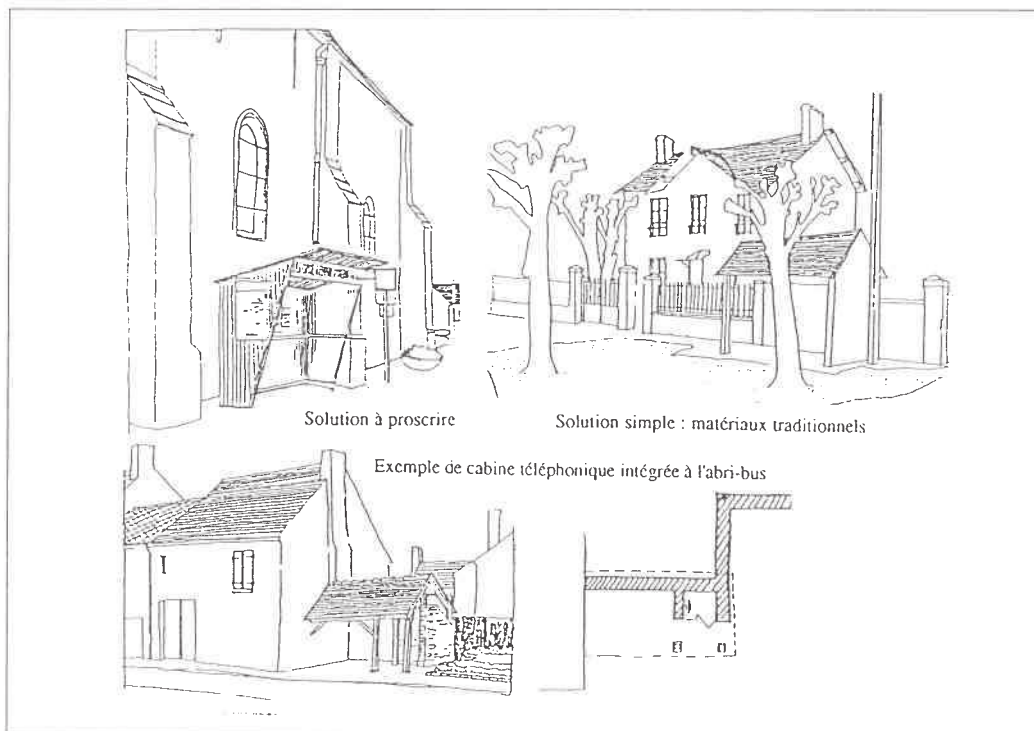 Solution à proscrire
Solution simple : matériaux traditionnels
Exemple de cabine téléphonique intégrée à l'abri-bus